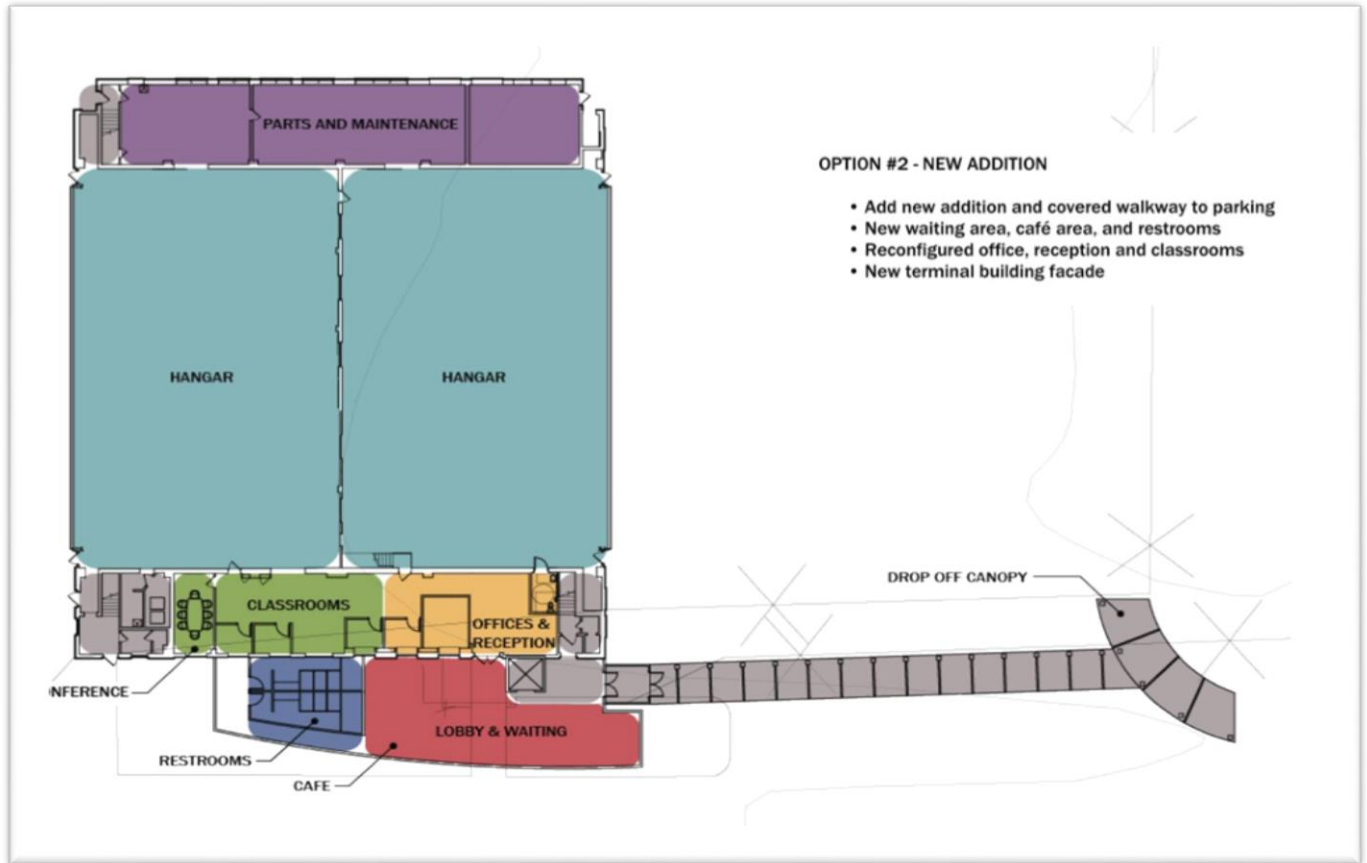 PARTS AND MAINTENANCE
OPTION #2 - NEW ADDITION
• Add new addition and covered walkway to parking
• New waiting area, café area, and restrooms
• Reconfigured office, reception and classrooms
• New terminal building facade
HANGAR
HANGAR
DROP OFF CANOPY
CLASSROOMS
OFFICES &
RECEPTION
NFERENCE
LOBBY & WAITING
RESTROOMS
CAFE